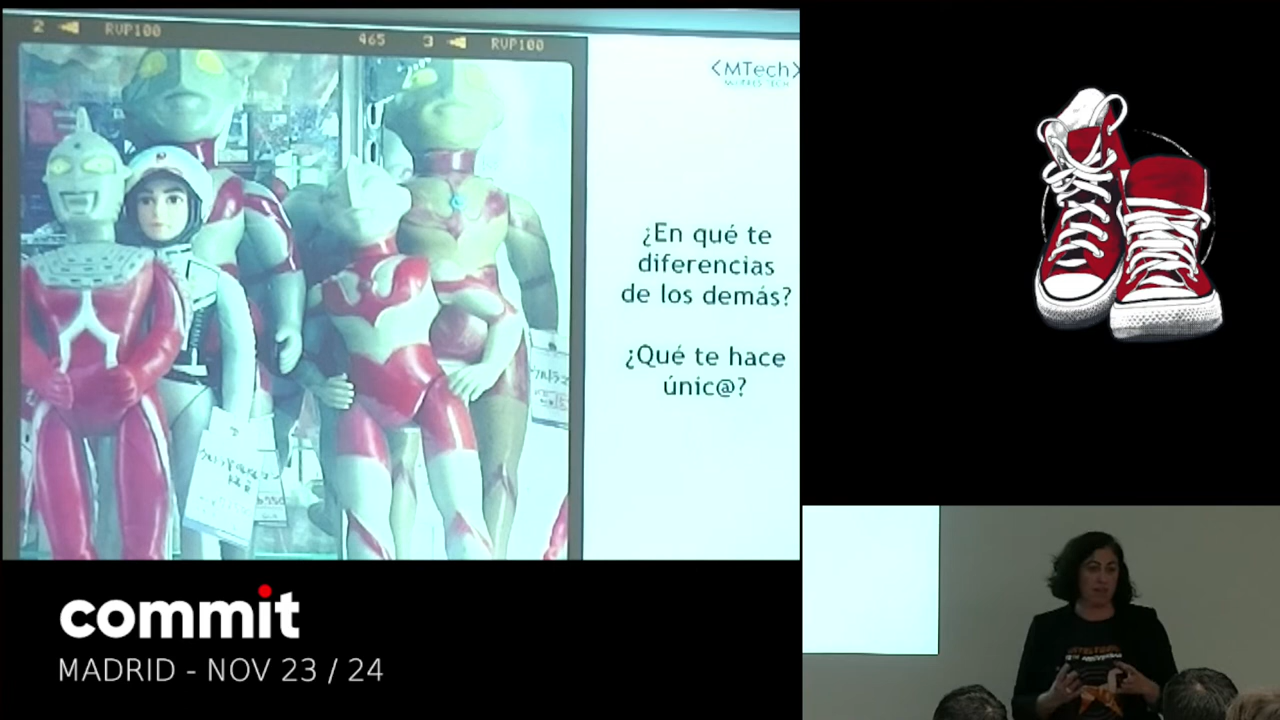 2
RVP100
465
3
RVP100
<MTech>
¿En qué te
diferencias
de los demás?
¿Qué te hace
únic@?
commit
MADRID - NOV 23 / 24